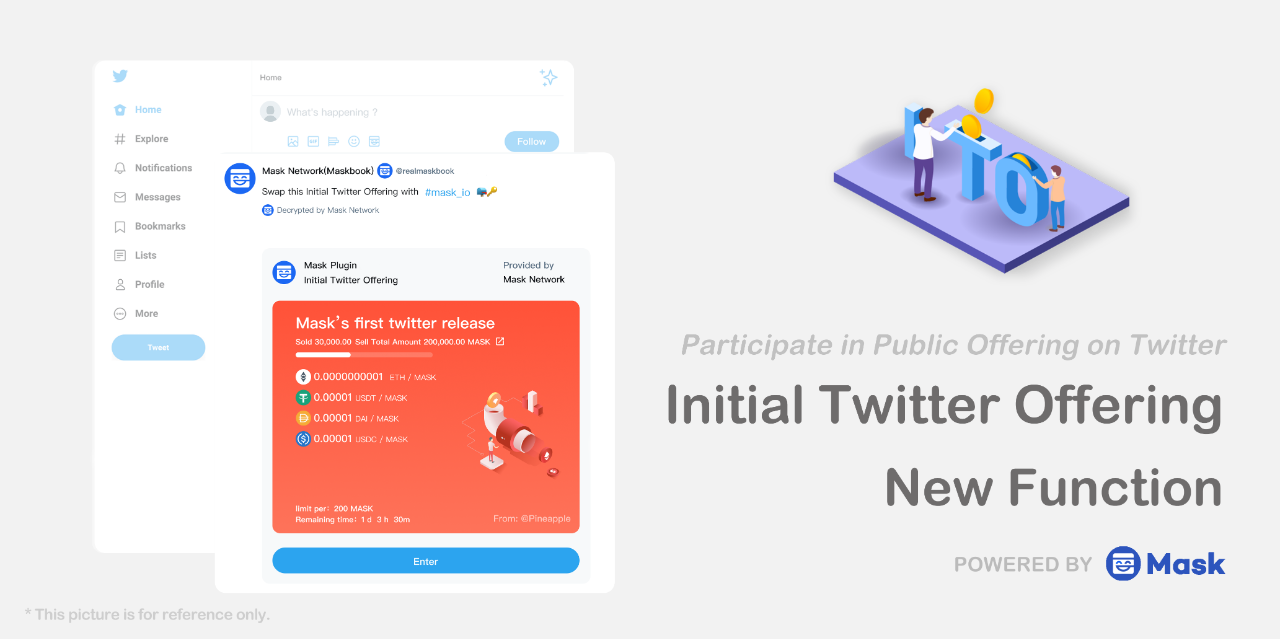 Home
What's happening ?
GIF
Follow
Home
Explore
Notifications
Messages
Bookmarks
Lists
Profile
More
Tweet
Mask Network(Maskbook) @realmaskbook
Swap this Initial Twitter Offering with #mask_io
Decrypted by Mask Network
Mask Plugin
Initial Twitter Offering
Provided by
Mask Network
Mask's first twitter release
Sold 30,000.00 Sell Total Amount 200,000.00 MASK
0.0000000001 ETH / MASK
0.00001 USDT / MASK
0.00001 DAI / MASK
0.00001 USDC / MASK
limit per: 200 MASK
Remaining time: 1 d 3 h 30m
From: @Pineapple
Enter
ITO
Participate in Public Offering on Twitter
Initial Twitter Offering
New Function
POWERED BY Mask
* This picture is for reference only.